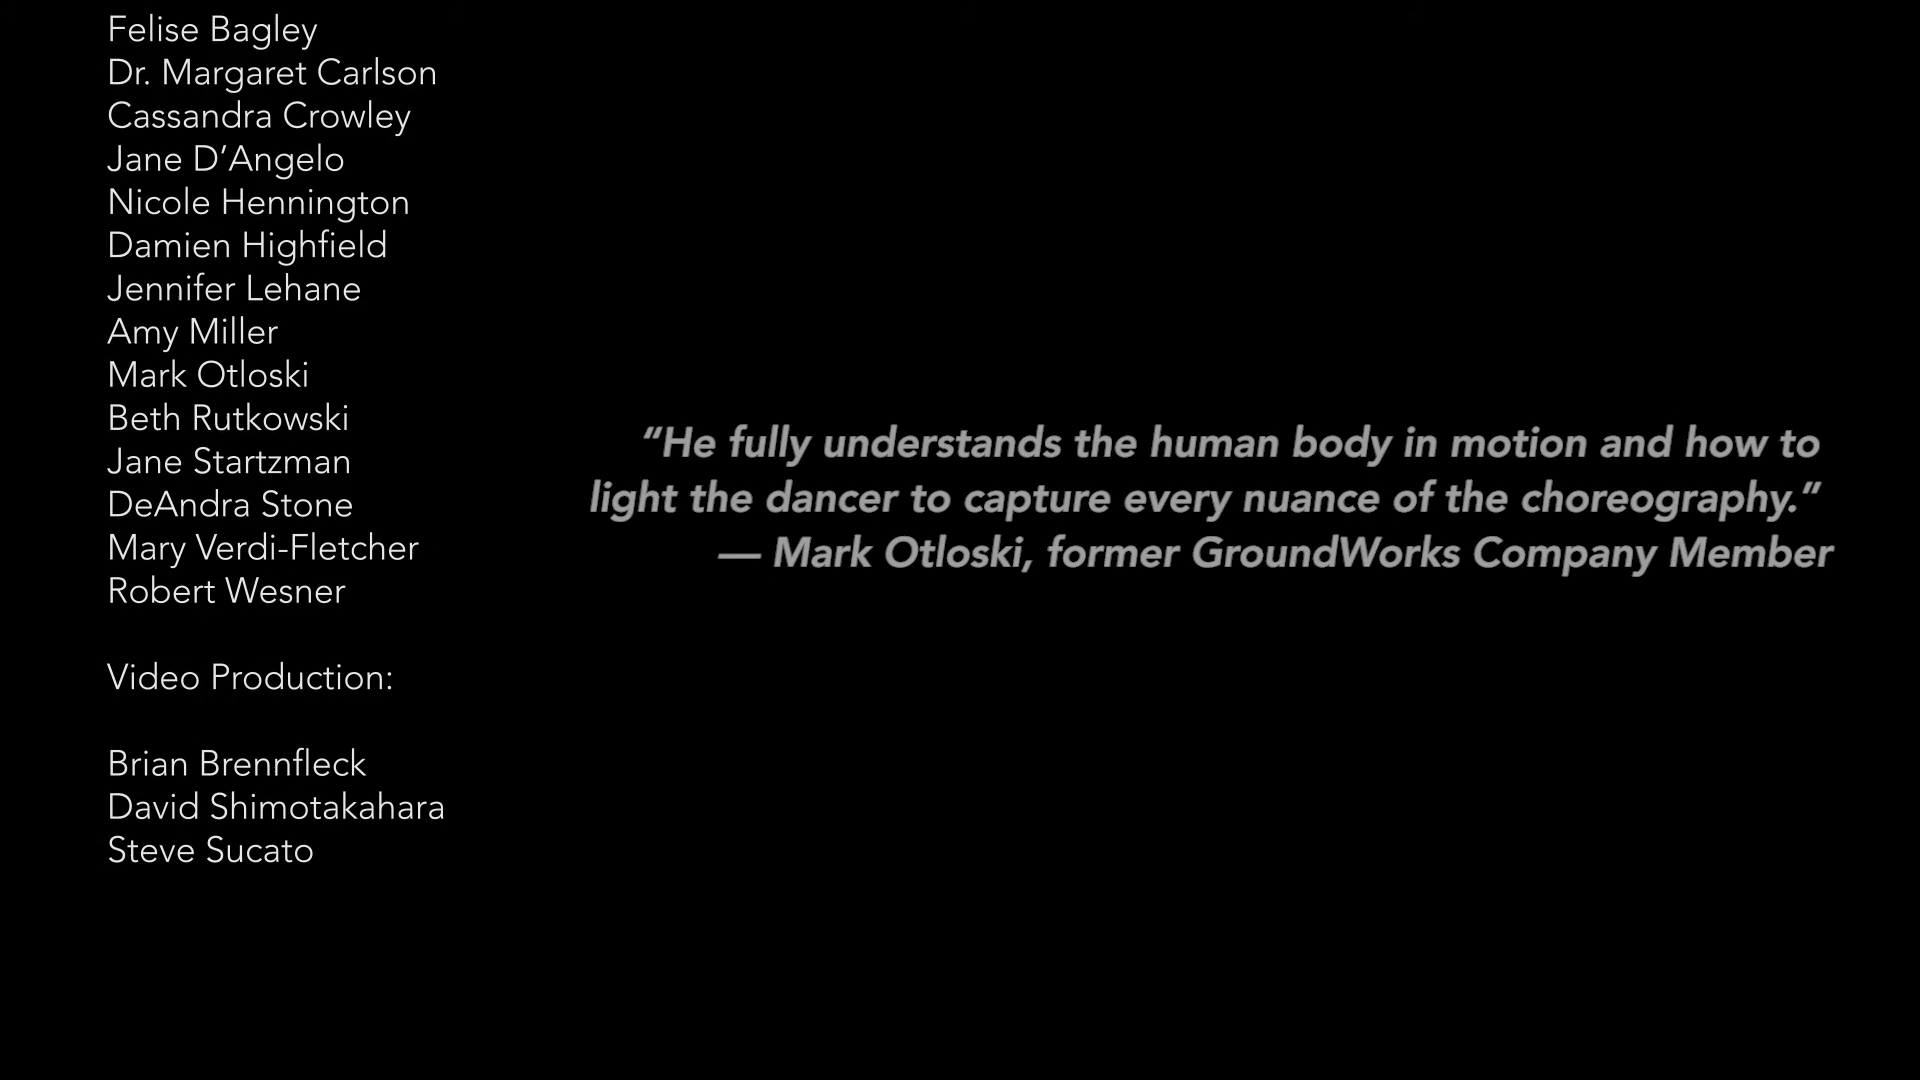 Felise Bagley
Dr. Margaret Carlson
Cassandra Crowley
Jane D’Angelo
Nicole Hennington
Damien Highfield
Jennifer Lehane
Amy Miller
Mark Otloski
Beth Rutkowski
Jane Startzman
DeAndra Stone
Mary Verdi-Fletcher
Robert Wesner
Video Production:
Brian Brennfleck
David Shimotakahara
Steve Sucato
“He fully understands the human body in motion and how to
light the dancer to capture every nuance of the choreography.”
— Mark Otloski, former GroundWorks Company Member